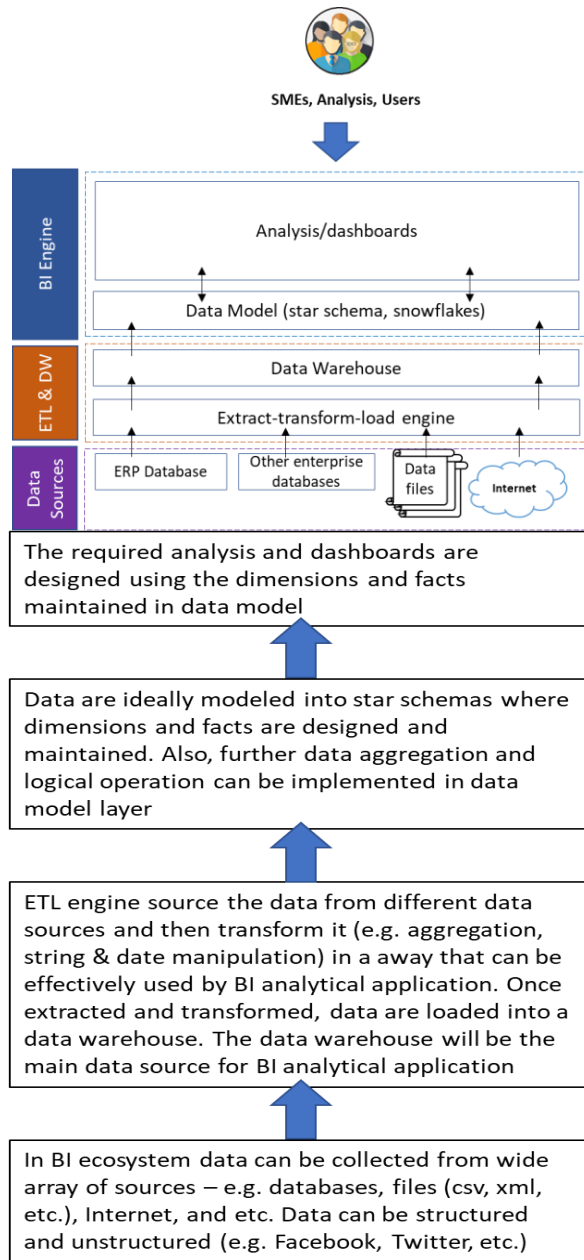 SMEs, Analysis, Users
BI Engine
Analysis/dashboards
Data Model (star schema, snowflakes)
ETL & DW
Data Warehouse
Extract-transform-load engine
Data
Sources
ERP Database
Other enterprise
databases
Data
files
Internet
The required analysis and dashboards are
designed using the dimensions and facts
maintained in data model
Data are ideally modeled into star schemas where
dimensions and facts are designed and
maintained. Also, further data aggregation and
logical operation can be implemented in data
model layer
ETL engine source the data from different data
sources and then transform it (e.g. aggregation,
string & date manipulation) in a away that can be
effectively used by BI analytical application. Once
extracted and transformed, data are loaded into
a data warehouse. The data warehouse will be the
main data source for BI analytical application
In BI ecosystem data can be collected from wide
array of sources – e.g. databases, files (csv, xml,
etc.), Internet, and etc. Data can be structured
and unstructured (e.g. Facebook, Twitter, etc.)